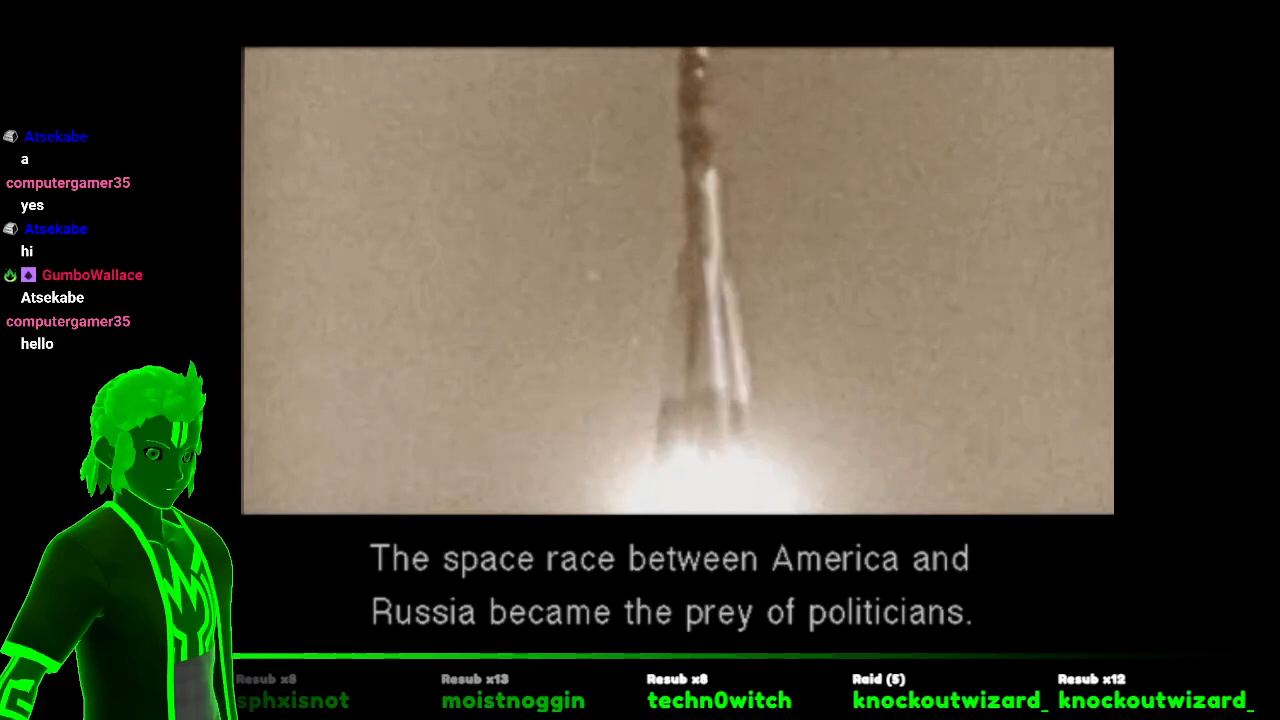 Atsekabe
a
computergamer35
yes
Atsekabe
hi
GumboWallace
Atsekabe
computergamer35
hello
The space race between America and
Russia became the prey of politicians.
Resub x8
sphxisnot
Resub x13
moistnoggin
Resub x8
techn0witch
Raid (5)
knockoutwizard_
Resub x12
knockoutwizard_